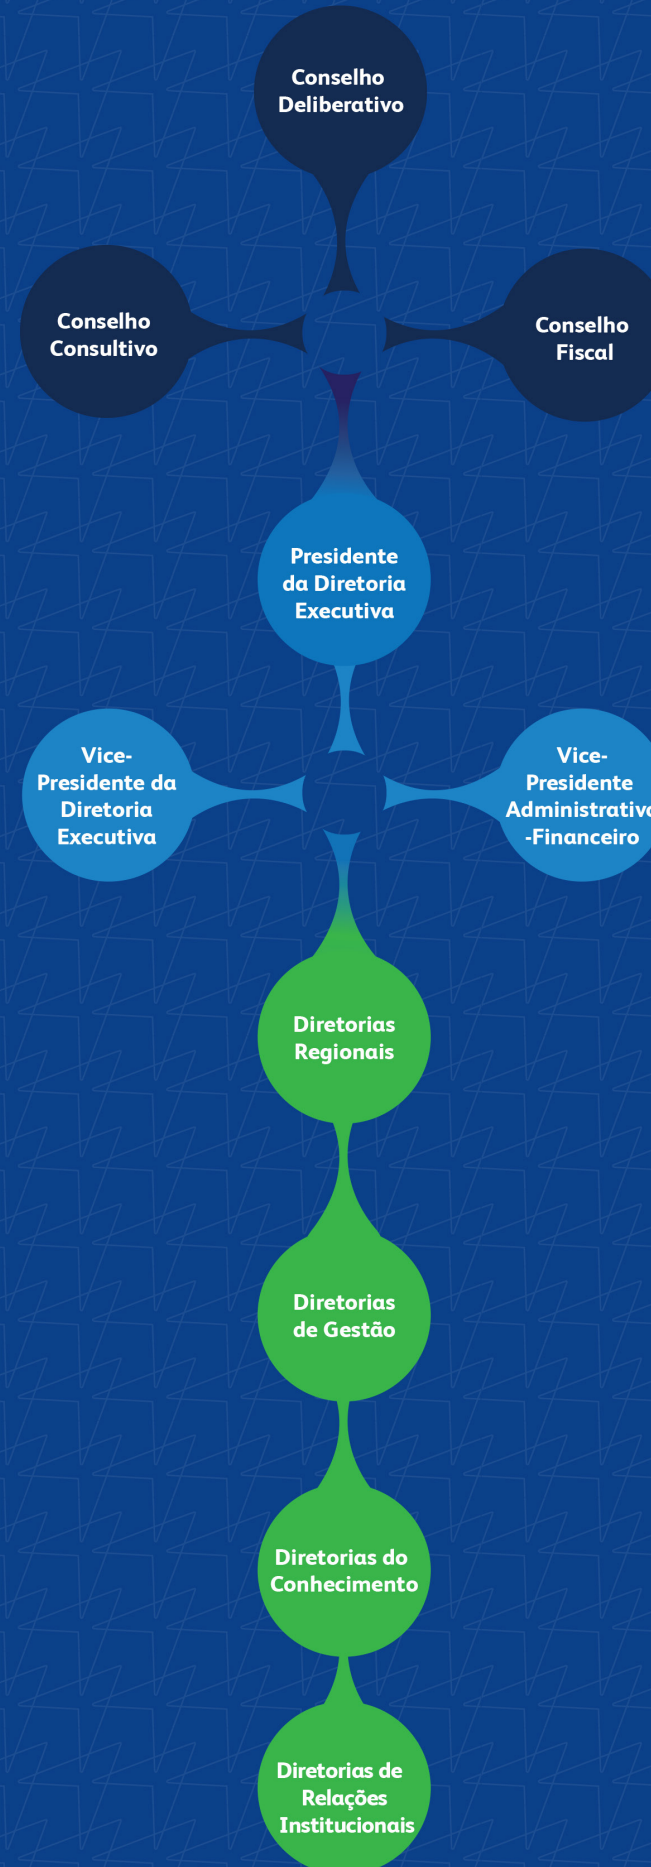 Conselho
Deliberativo
Conselho
Consultivo
Conselho
Fiscal
Presidente
da Diretoria
Executiva
Vice-
Presidente da
Diretoria
Executiva
Vice-
Presidente
Administrativo
-Financeiro
Diretorias
Regionais
Diretorias
de Gestão
Diretorias do
Conhecimento
Diretorias de
Relações
Institucionais